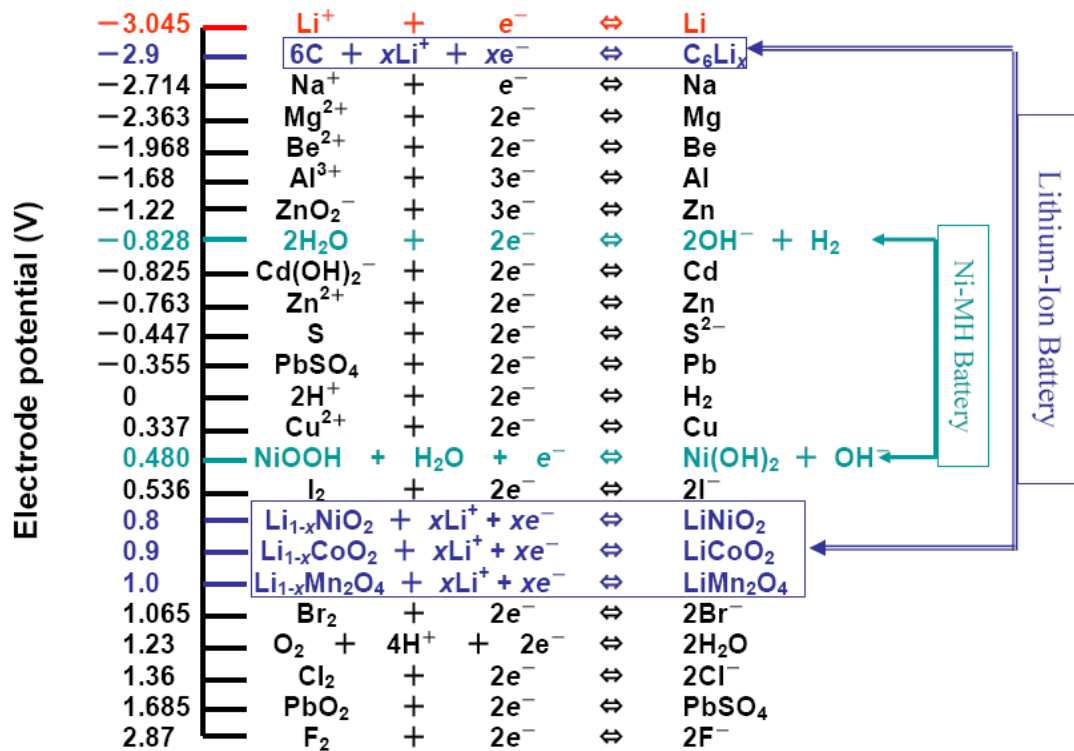 Electrode potential (V)
−3.045 Li⁺ + e⁻ ⇔ Li
−2.9 6C + xLi⁺ + xe⁻ ⇔ C₆Liₓ
−2.714 Na⁺ + e⁻ ⇔ Na
−2.363 Mg²⁺ + 2e⁻ ⇔ Mg
−1.968 Be²⁺ + 2e⁻ ⇔ Be
−1.68 Al³⁺ + 3e⁻ ⇔ Al
−1.22 ZnO₂⁻ + 3e⁻ ⇔ Zn
−0.828 2H₂O + 2e⁻ ⇔ 2OH⁻ + H₂
−0.825 Cd(OH)₂⁻ + 2e⁻ ⇔ Cd
−0.763 Zn²⁺ + 2e⁻ ⇔ Zn
−0.447 S + 2e⁻ ⇔ S²⁻
−0.355 PbSO₄ + 2e⁻ ⇔ Pb
0 2H⁺ + 2e⁻ ⇔ H₂
0.337 Cu²⁺ + 2e⁻ ⇔ Cu
0.480 NiOOH + H₂O + e⁻ ⇔ Ni(OH)₂ + OH⁻
0.536 I₂ + 2e⁻ ⇔ 2I⁻
0.8 Li₁₋ₓNiO₂ + xLi⁺ + xe⁻ ⇔ LiNiO₂
0.9 Li₁₋ₓCoO₂ + xLi⁺ + xe⁻ ⇔ LiCoO₂
1.0 Li₁₋ₓMn₂O₄ + xLi⁺ + xe⁻ ⇔ LiMn₂O₄
1.065 Br₂ + 2e⁻ ⇔ 2Br⁻
1.23 O₂ + 4H⁺ + 2e⁻ ⇔ 2H₂O
1.36 Cl₂ + 2e⁻ ⇔ 2Cl⁻
1.685 PbO₂ + 2e⁻ ⇔ PbSO₄
2.87 F₂ + 2e⁻ ⇔ 2F⁻
Ni-MH Battery
Lithium-Ion Battery